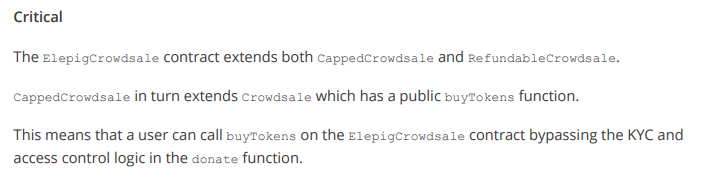 Critical
The ElepigCrowdsale contract extends both CappedCrowdsale and RefundableCrowdsale.
CappedCrowdsale in turn extends Crowdsale which has a public buyTokens function.
This means that a user can call buyTokens on the ElepigCrowdsale contract bypassing the KYC and
access control logic in the donate function.